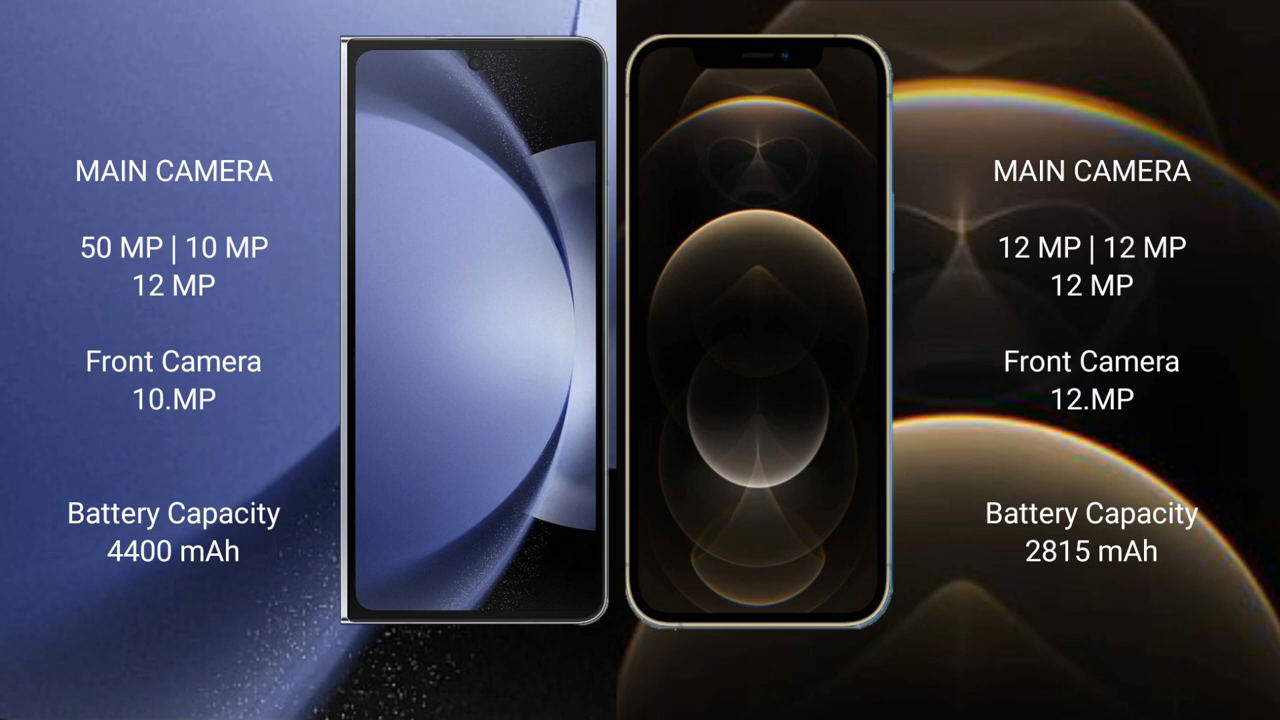 MAIN CAMERA
50 MP | 10 MP
12 MP
Front Camera
10.MP
Battery Capacity
4400 mAh
MAIN CAMERA
12 MP | 12 MP
12 MP
Front Camera
12.MP
Battery Capacity
2815 mAh